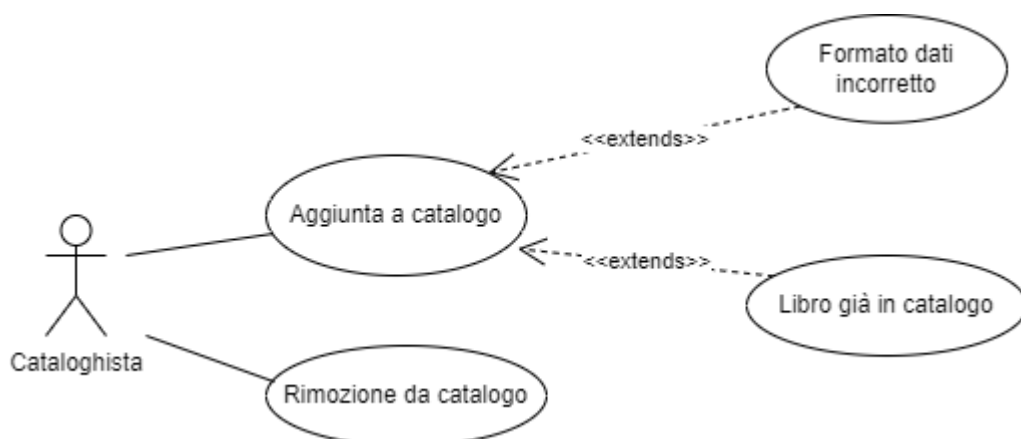 Formato dati
incorretto
<<extends>>
Aggiunta a catalogo
<<extends>>
Libro già in catalogo
Cataloghista
Rimozione da catalogo